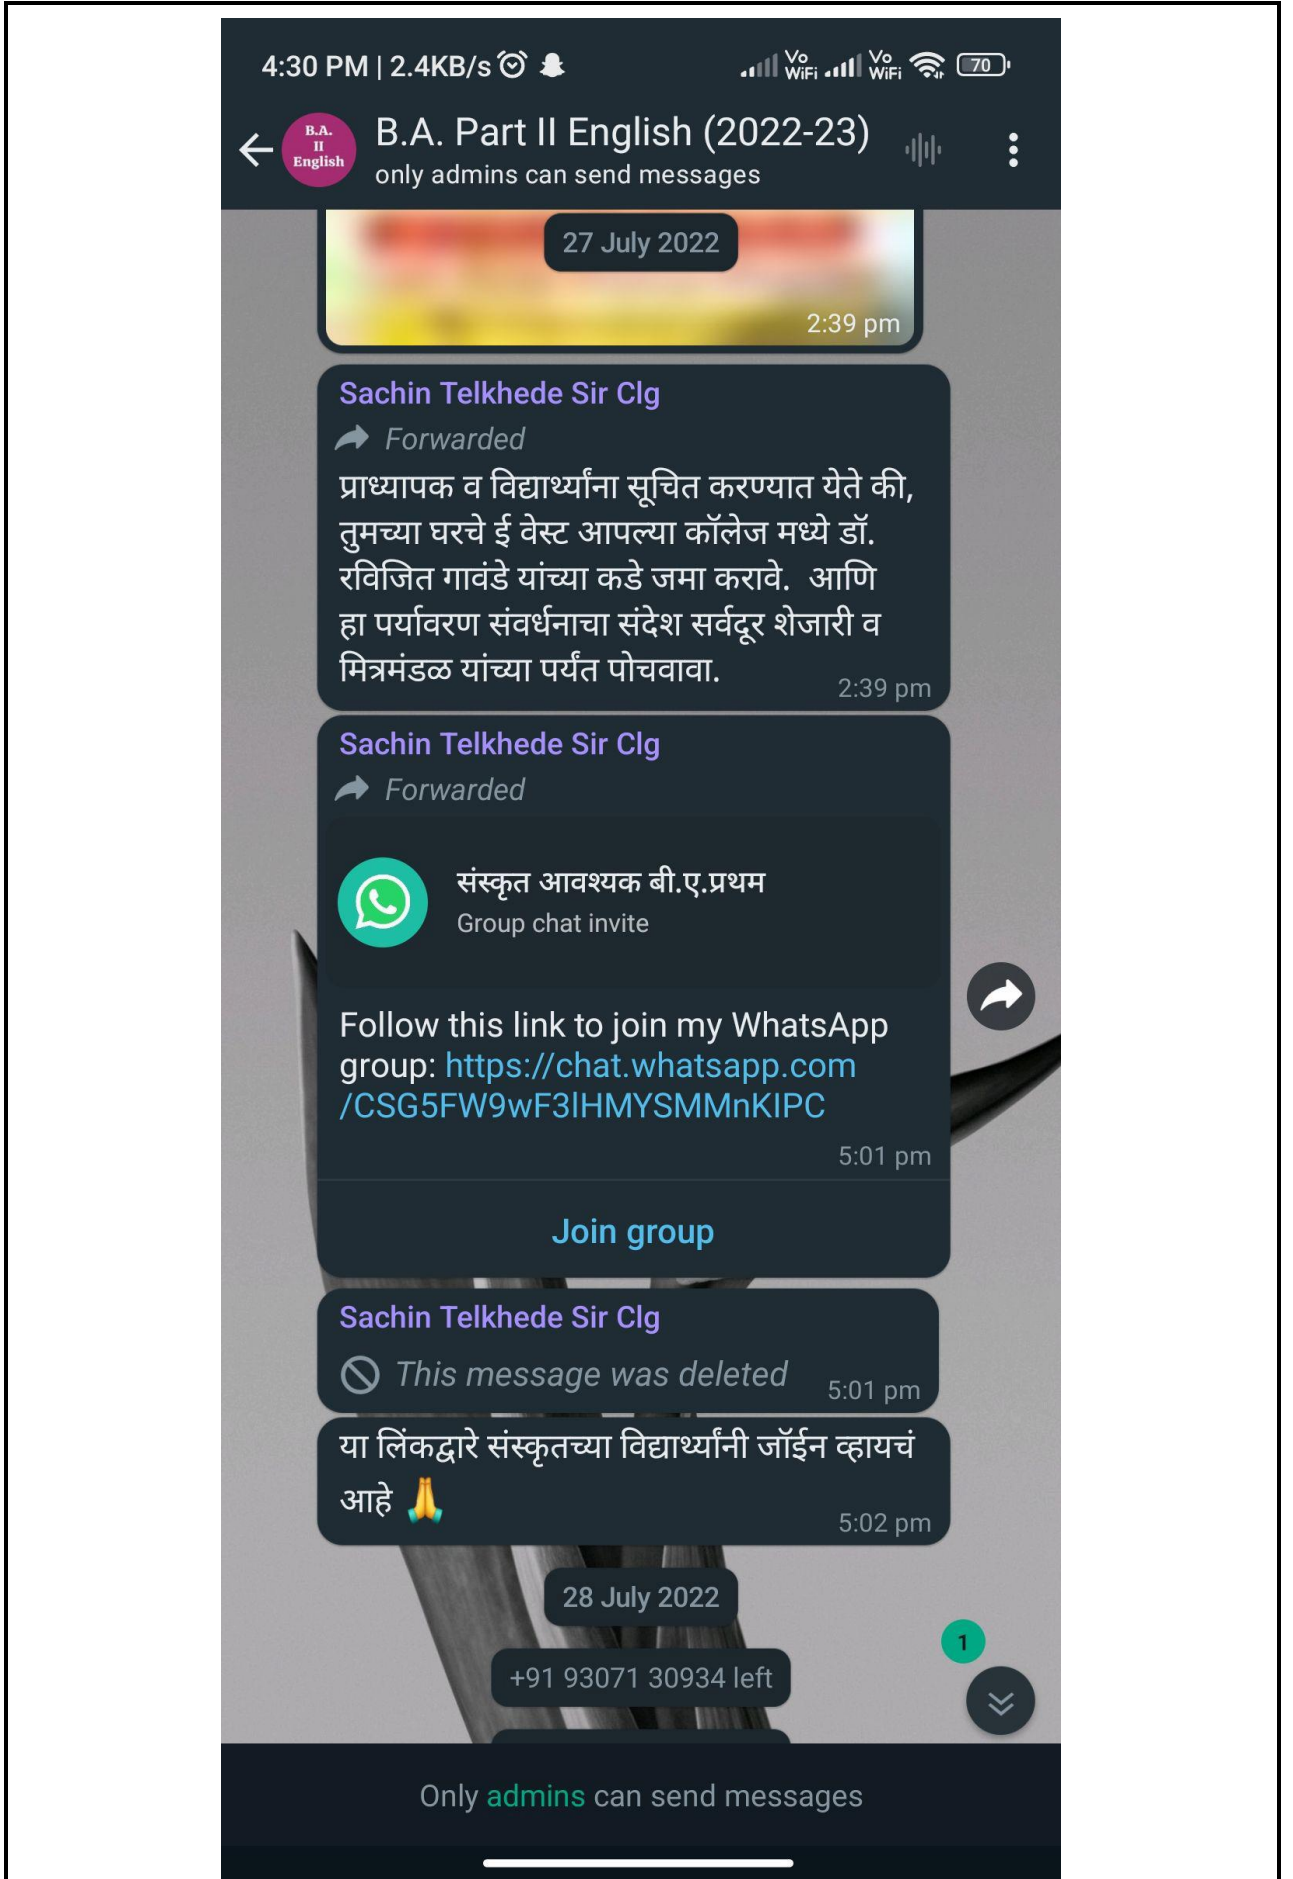 4:30 PM | 2.4KB/s
Vo WiFi Vo WiFi 70
B.A. II English
B.A. Part II English (2022-23)
only admins can send messages
27 July 2022
2:39 pm
Sachin Telkhede Sir Clg
Forwarded
प्राध्यापक व विद्यार्थ्यांना सूचित करण्यात येते की,
तुमच्या घरचे ई वेस्ट आपल्या कॉलेज मध्ये डॉ.
रविजित गावंडे यांच्या कडे जमा करावे.  आणि
हा पर्यावरण संवर्धनाचा संदेश सर्वदूर शेजारी व
मित्रमंडळ यांच्या पर्यंत पोचवावा.
2:39 pm
Sachin Telkhede Sir Clg
Forwarded
संस्कृत आवश्यक बी.ए.प्रथम
Group chat invite
Follow this link to join my WhatsApp
group: https://chat.whatsapp.com
/CSG5FW9wF3lHMYSMMnKIPC
5:01 pm
Join group
Sachin Telkhede Sir Clg
This message was deleted
5:01 pm
या लिंकद्वारे संस्कृतच्या विद्यार्थ्यांनी जॉईन व्हायचं
आहे 🙏
5:02 pm
28 July 2022
1
+91 93071 30934 left
Only admins can send messages